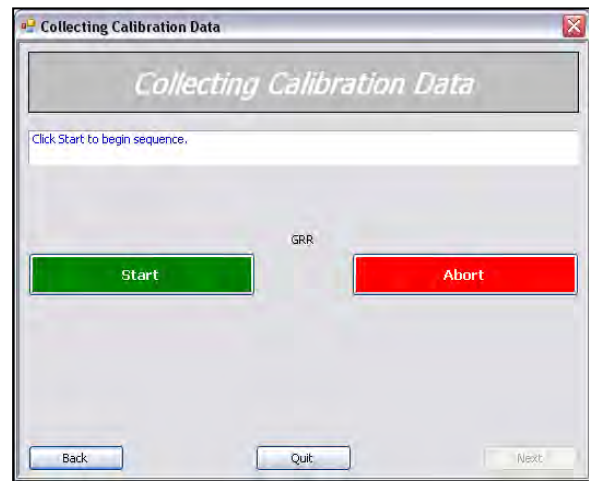 Collecting Calibration Data
Collecting Calibration Data
Click Start to begin sequence.
GRR
Start Abort
Back Quit Next